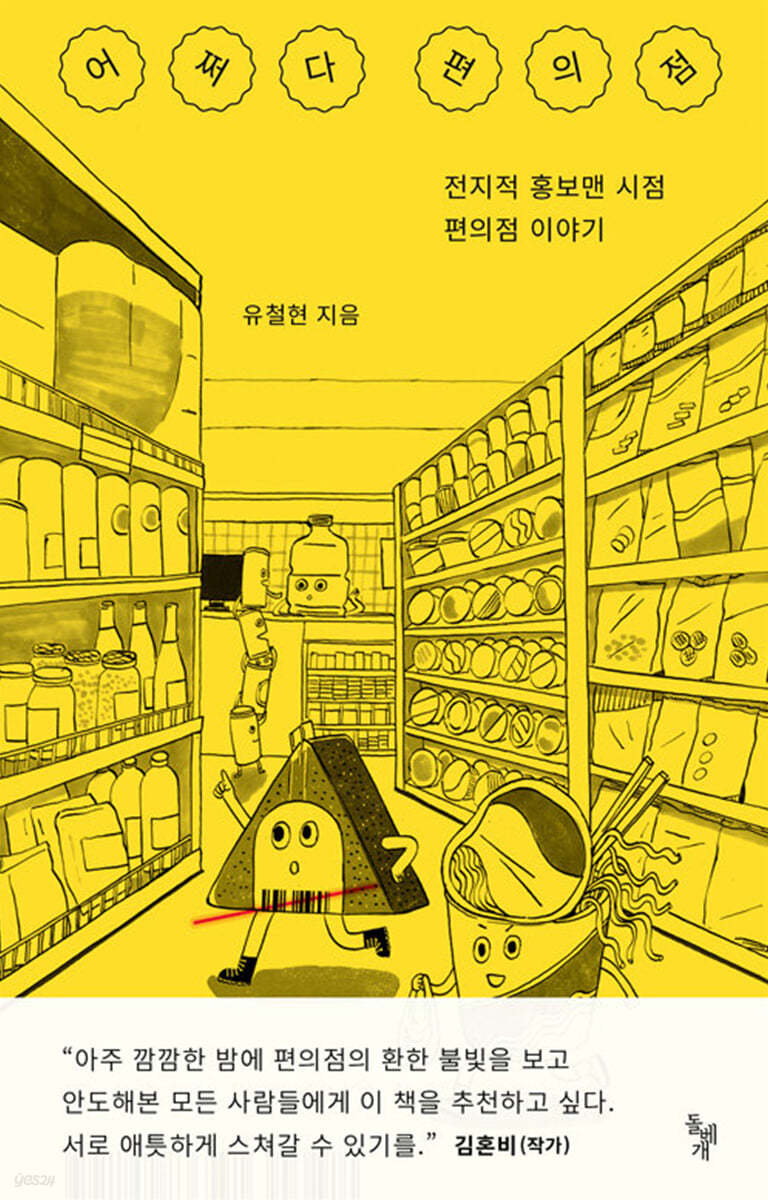 어쩌다 편의점
전지적 홍보맨 시점
편의점 이야기
유철현 지음
“아주 깜깜한 밤에 편의점의 환한 불빛을 보고
안도해본 모든 사람들에게 이 책을 추천하고 싶다.
서로 애틋하게 스쳐갈 수 있기를.” 김혼비(작가)
돌베개
yes24